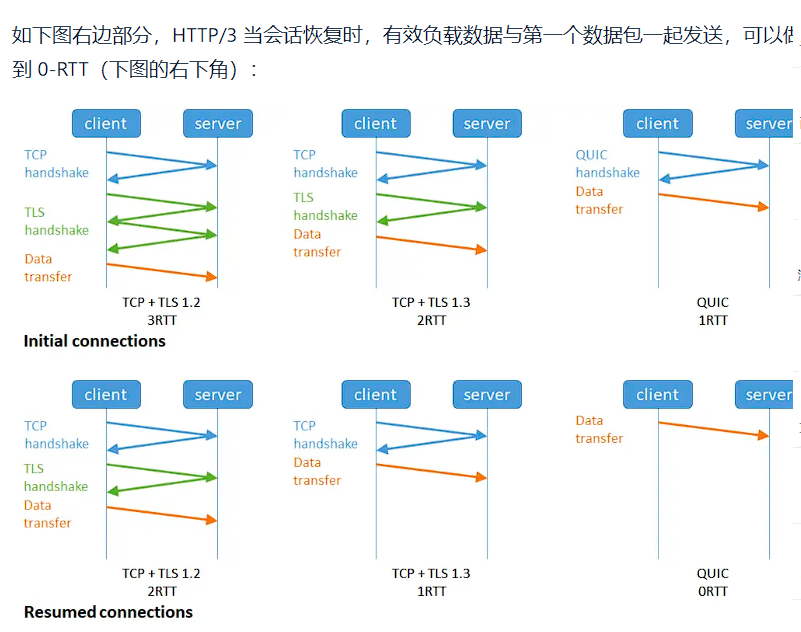 如下图右边部分，HTTP/3 当会话恢复时，有效负载数据与第一个数据包一起发送，可以
到 0-RTT（下图的右下角）：
client server client server client server
TCP
handshake
TLS
handshake
Data
transfer
TCP
handshake
TLS
handshake
Data
transfer
QUIC
handshake
Data
transfer
TCP + TLS 1.2
3RTT
TCP + TLS 1.3
2RTT
QUIC
1RTT
Initial connections
client server client server client server
TCP
handshake
TLS
handshake
Data
transfer
TCP
handshake
Data
transfer
Data
transfer
TCP + TLS 1.2
2RTT
TCP + TLS 1.3
1RTT
QUIC
0RTT
Resumed connections